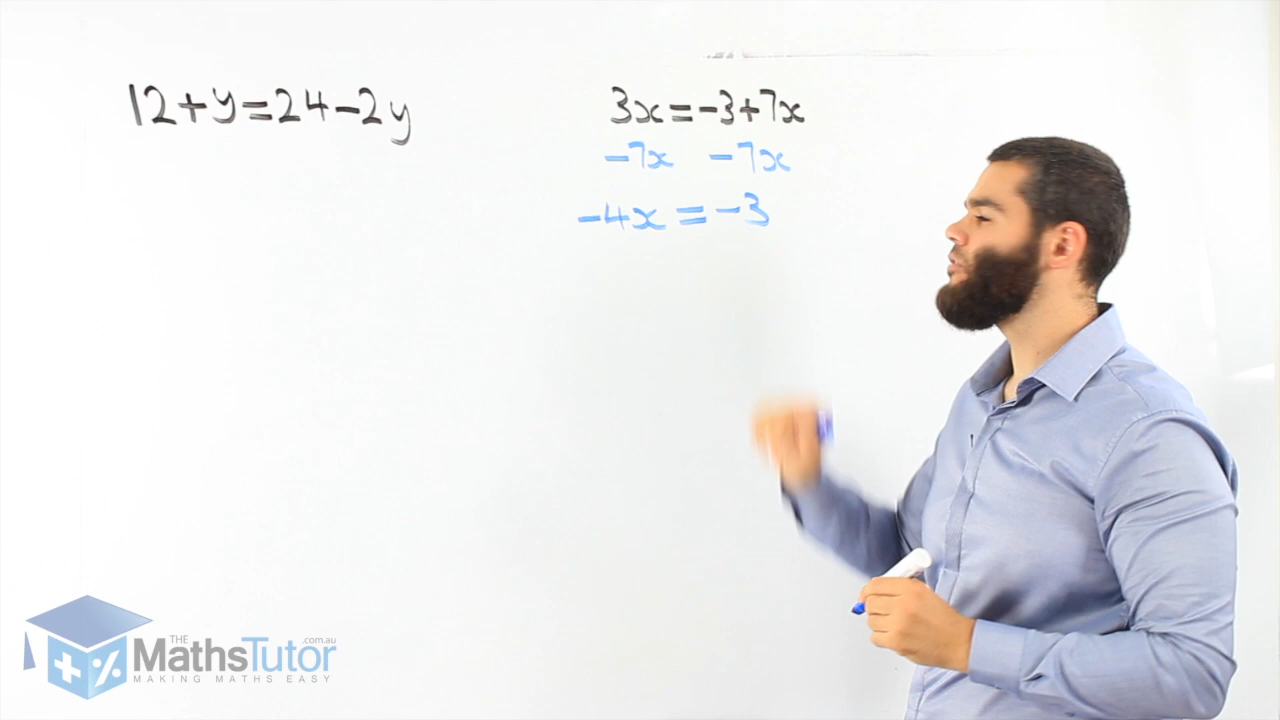 12+y=24-2y
3x=-3+7x
-7x -7x
-4x=-3
THE MathsTutor .com.au
MAKING MATHS EASY